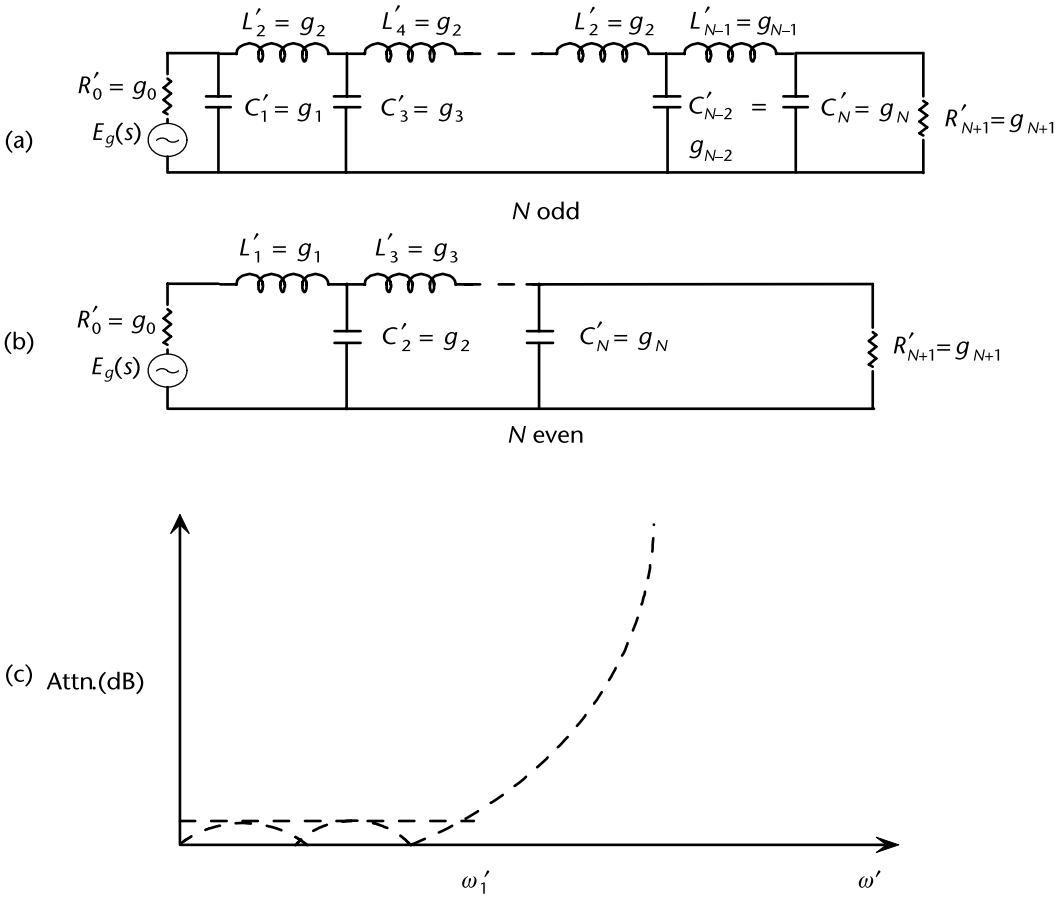 L′2 = g2 L′4 = g2 L′2 = g2 L′N–1 = gN–1
R′0 = g0 C′1 = g1 C′3 = g3 C′N–2 = C′N = gN R′N+1 = gN+1
Eg(s)
(a)
gN–2
N odd
L′1 = g1 L′3 = g3
R′0 = g0 C′2 = g2 C′N = gN R′N+1 = gN+1
(b)
Eg(s)
N even
(c) Attn.(dB)
ω1′ ω′